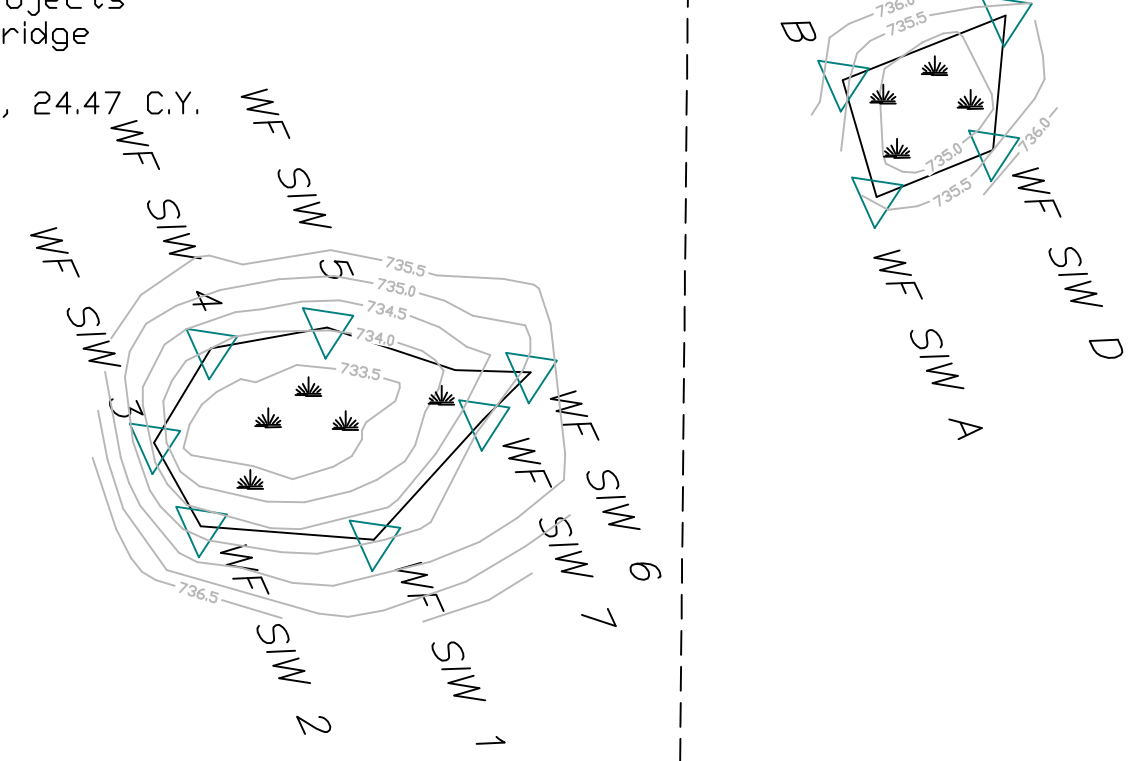 ridge
, 24.47 C.Y.
WF SIW 5
WF SIW 4
WF SIW 3
735.5
735.0
734.5
734.0
733.5
736.5
WF SIW 6
WF SIW 7
WF SIW 2
WF SIW 1
B
736.0
735.5
735.0
735.5
736.0
WF SIW D
WF SIW A